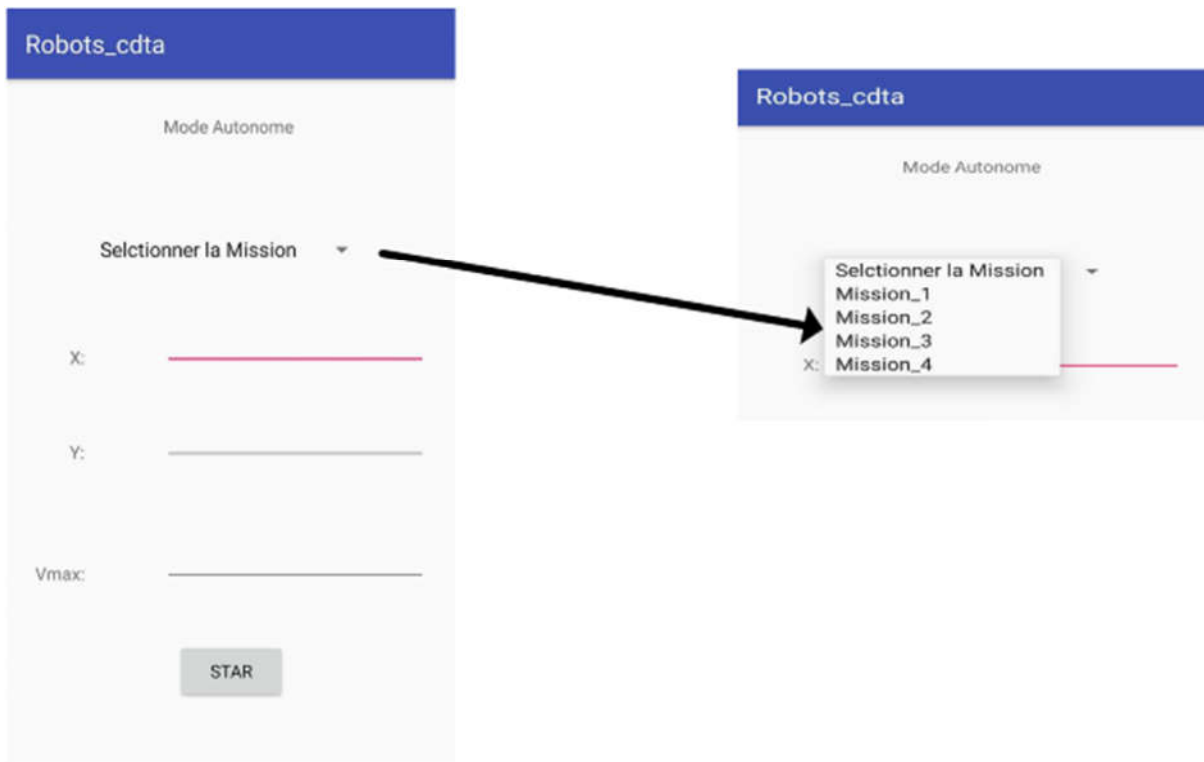 Robots_cdta
Mode Autonome
Selctionner la Mission
X:
Y:
Vmax:
STAR
Robots_cdta
Mode Autonome
Selctionner la Mission
Mission_1
Mission_2
Mission_3
X: Mission_4